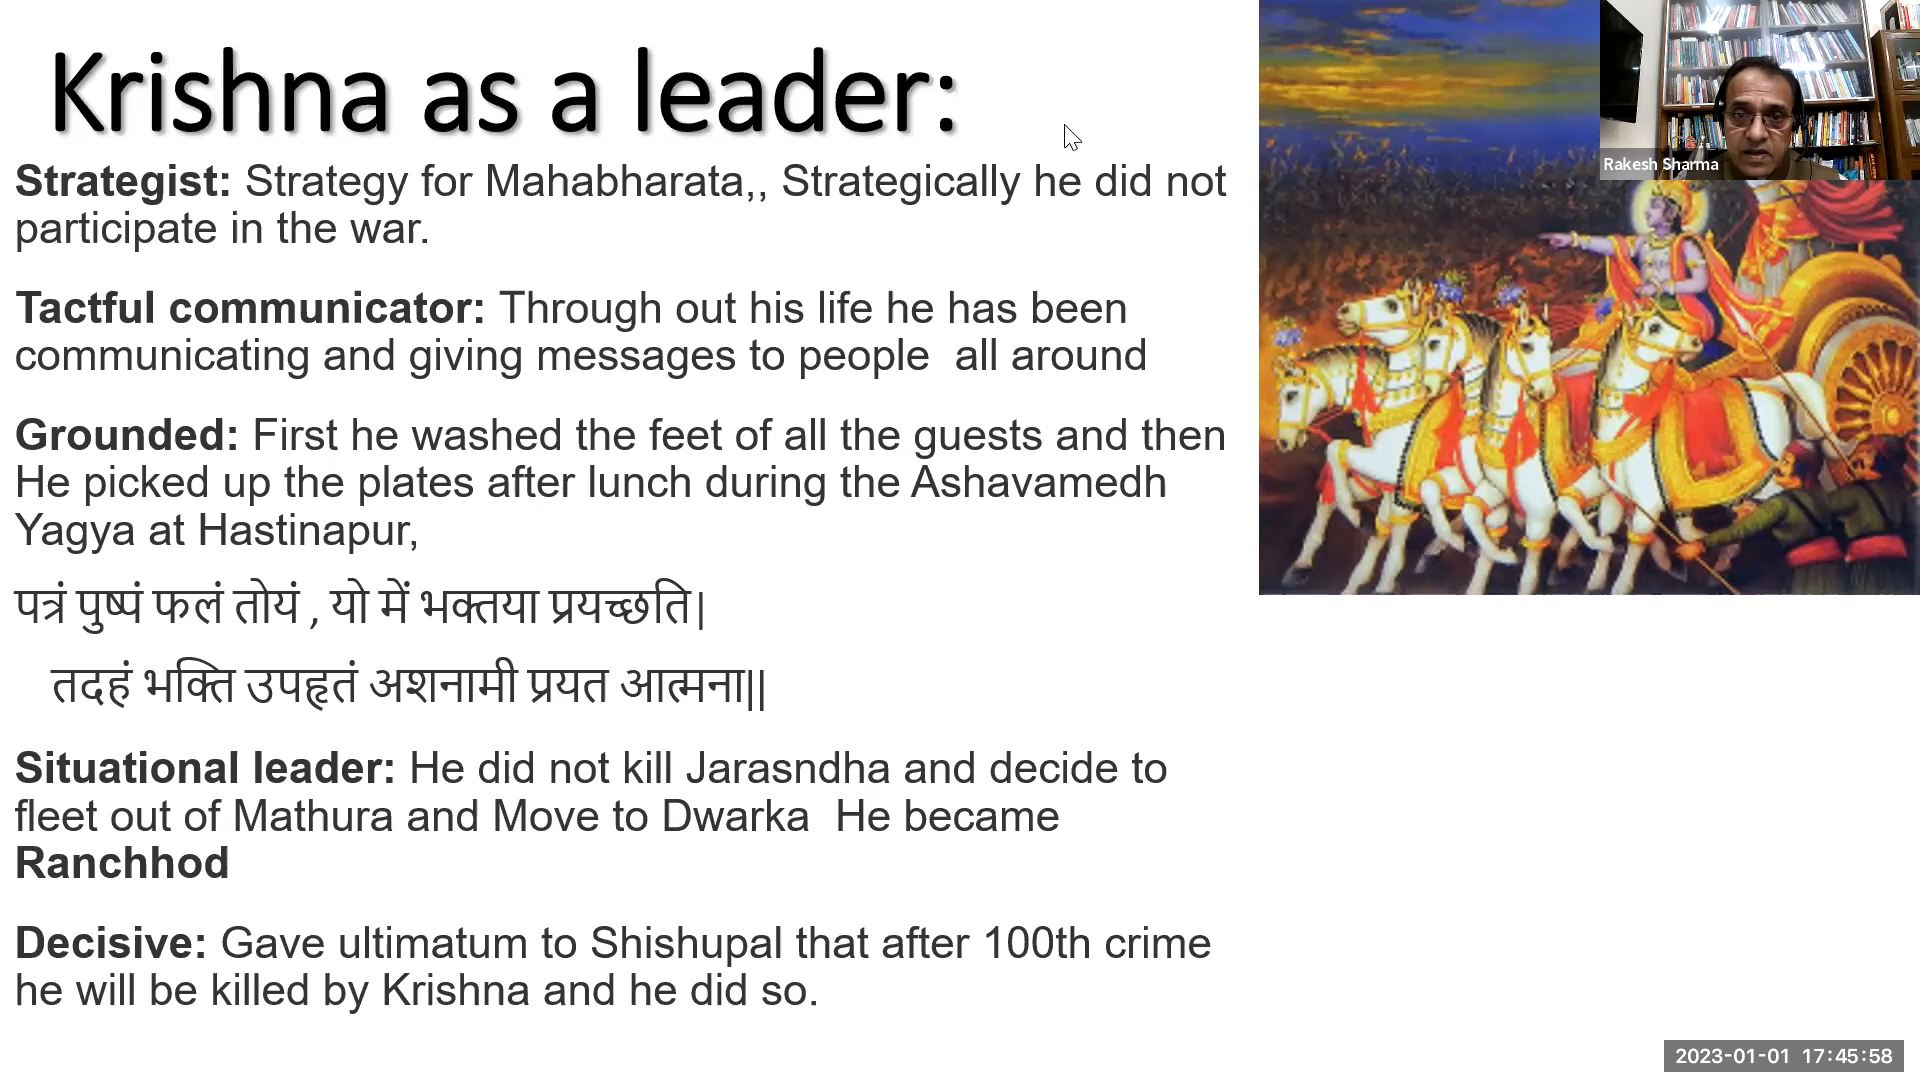 Krishna as a leader:
Rakesh Sharma
Strategist: Strategy for Mahabharata,, Strategically he did not
participate in the war.
Tactful communicator: Through out his life he has been
communicating and giving messages to people  all around
Grounded: First he washed the feet of all the guests and then
He picked up the plates after lunch during the Ashavamedh
Yagya at Hastinapur,
पत्रं पुष्पं फलं तोयं , यो में भक्तया प्रयच्छति|
तदहं भक्ति उपहृतं अशनामी प्रयत आत्मना||
Situational leader: He did not kill Jarasndha and decide to
fleet out of Mathura and Move to Dwarka  He became
Ranchhod
Decisive: Gave ultimatum to Shishupal that after 100th crime
he will be killed by Krishna and he did so.
2023-01-01 17:45:58